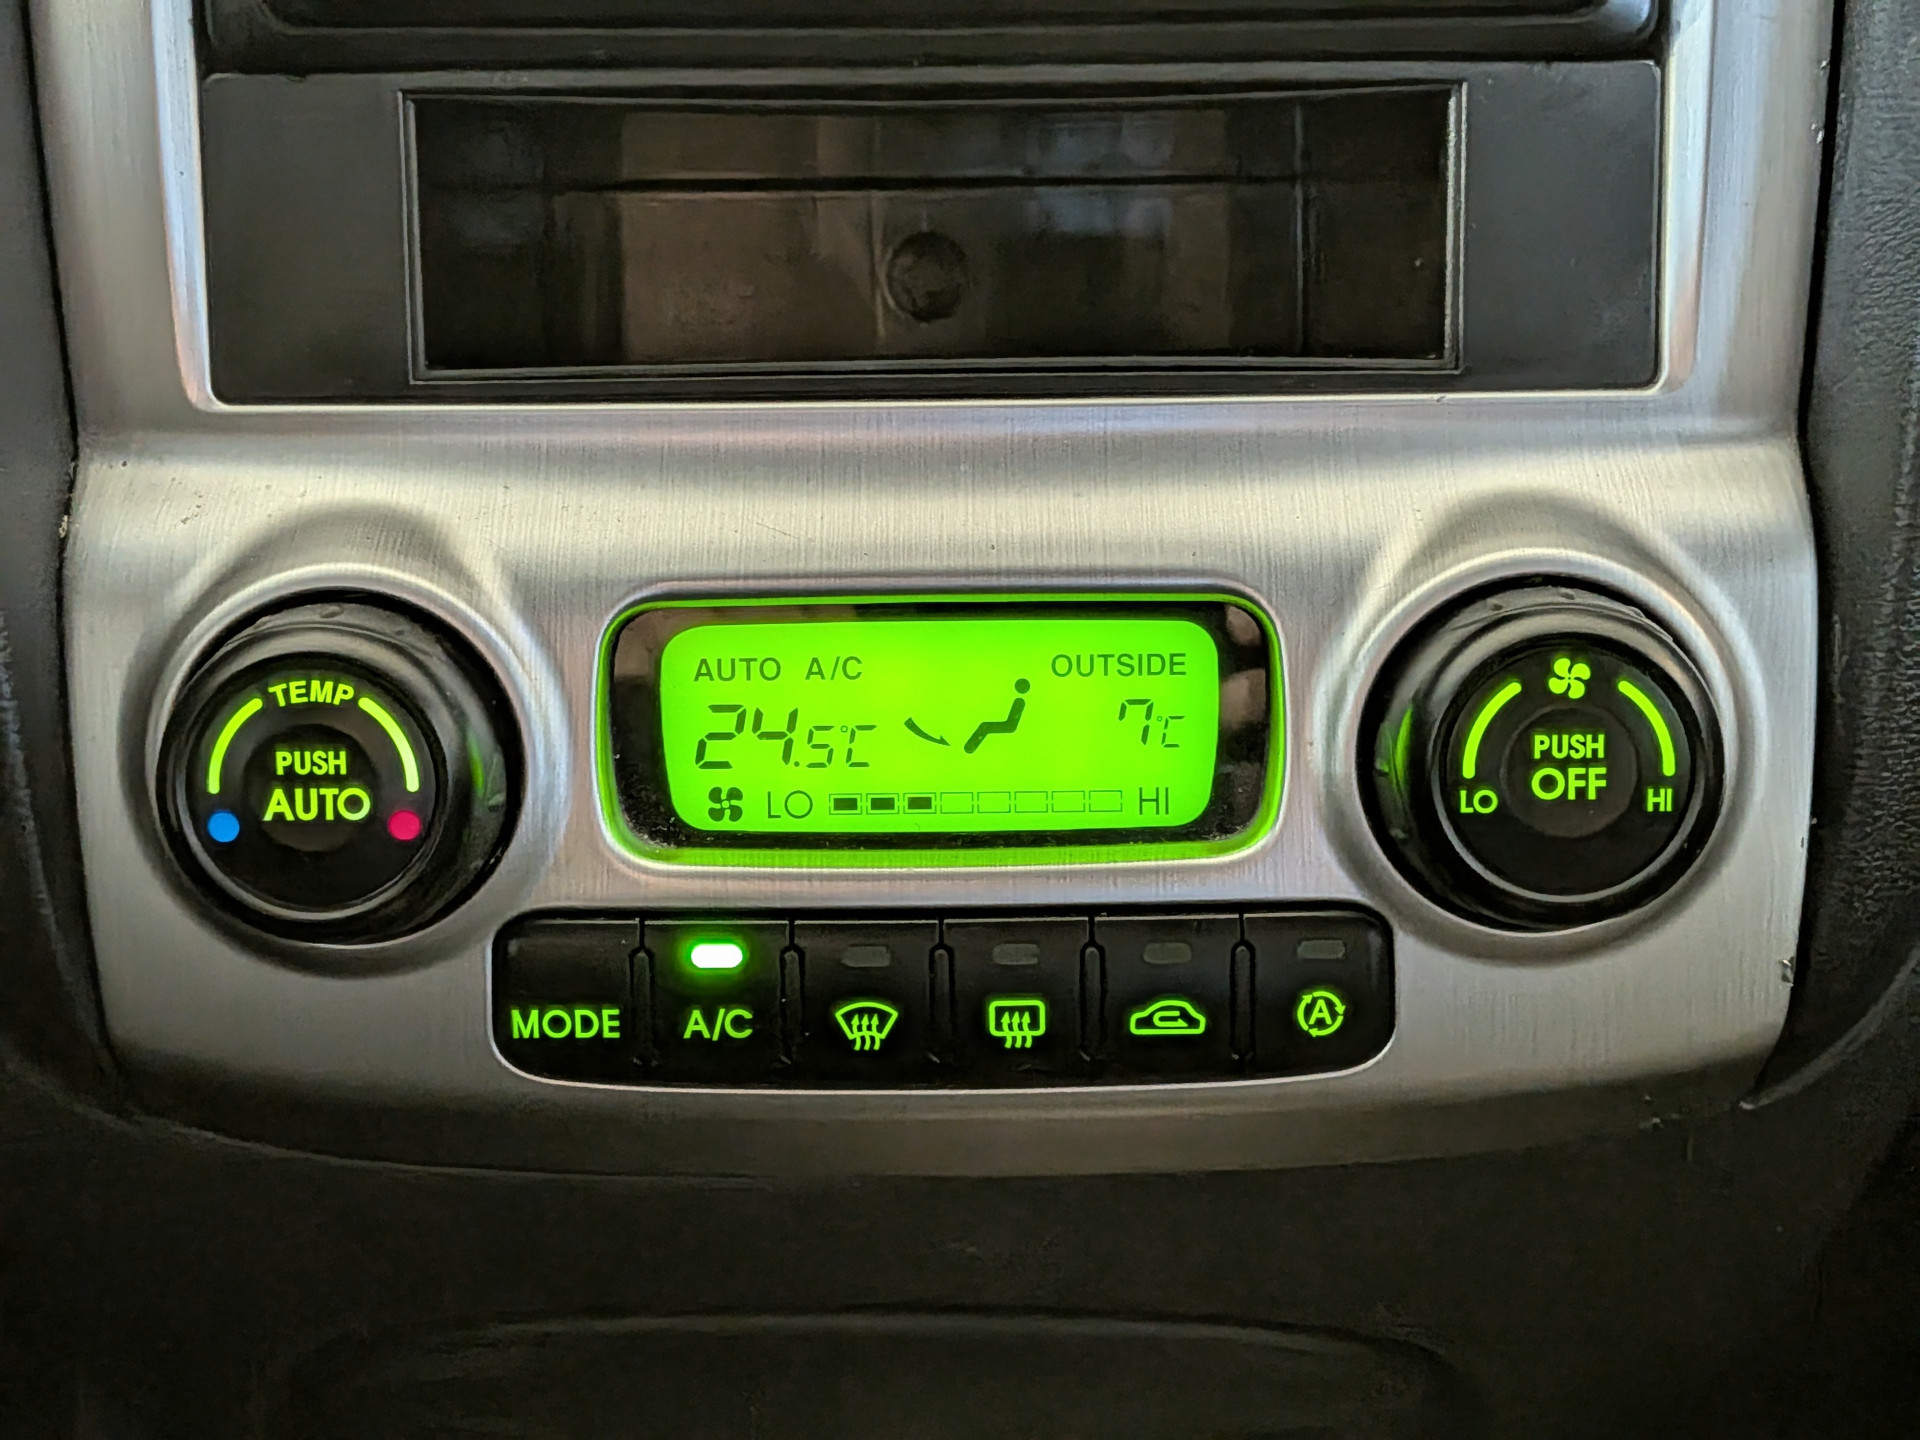 AUTO A/C OUTSIDE
24.5°C 7°C
LO HI
TEMP
PUSH
AUTO
PUSH
OFF
LO HI
MODE A/C A